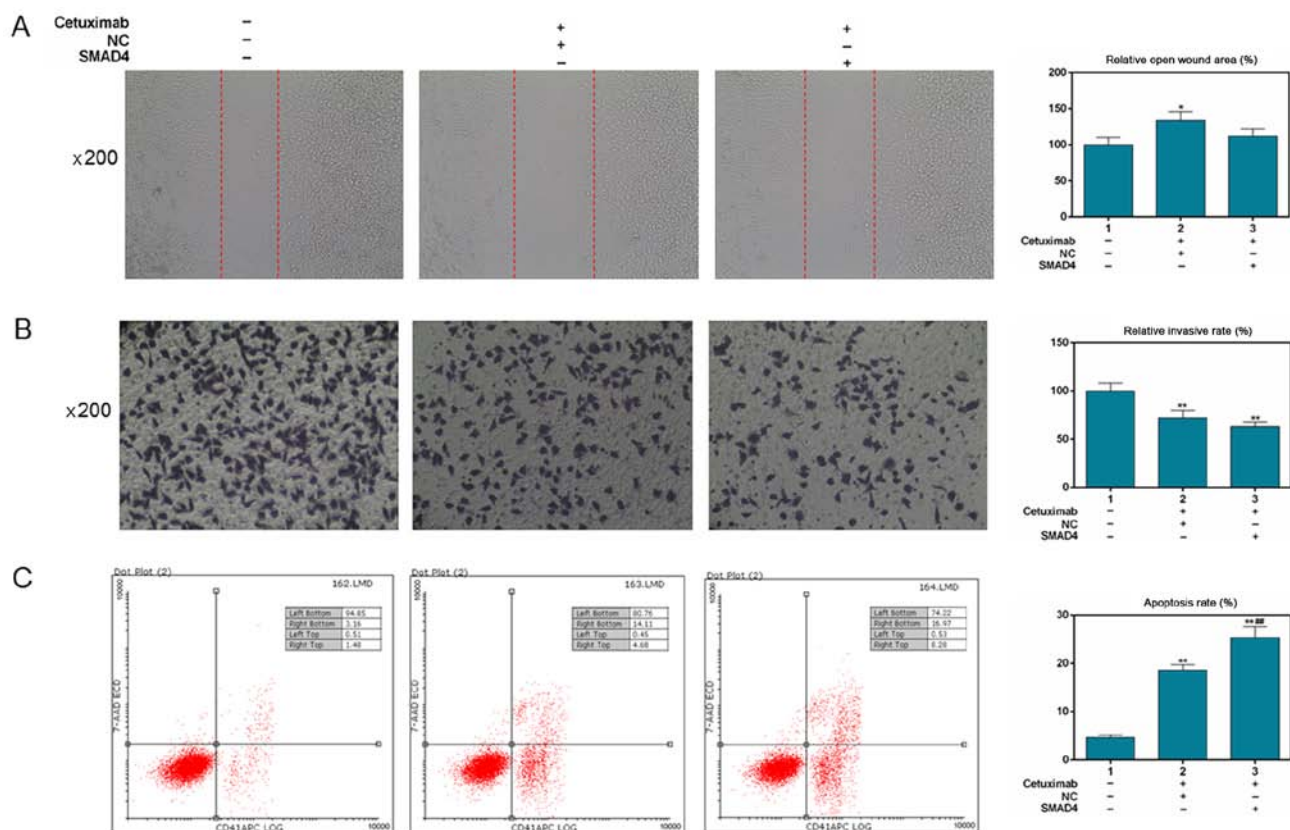 A
Cetuximab – + +
NC – + –
SMAD4 – – +
x200
Relative open wound area (%)
200
150
100
50
0
*
1 2 3
Cetuximab – + +
NC – + –
SMAD4 – – +
B
x200
Relative invasive rate (%)
150
100
50
0
** **
1 2 3
Cetuximab – + +
NC – + –
SMAD4 – – +
C
Dot Plot (2)
162.LMD
10000
Left Bottom 94.85
Right Bottom 3.16
Left Top 0.51
Right Top 1.48
7-AAD ECD
CD41APC LOG
10000
Dot Plot (2)
163.LMD
10000
Left Bottom 80.76
Right Bottom 14.11
Left Top 0.45
Right Top 4.68
7-AAD ECD
CD41APC LOG
10000
Dot Plot (2)
164.LMD
10000
Left Bottom 74.22
Right Bottom 16.97
Left Top 0.53
Right Top 8.28
7-AAD ECD
CD41APC LOG
10000
Apoptosis rate (%)
30
20
10
0
** **##
1 2 3
Cetuximab – + +
NC – + –
SMAD4 – – +